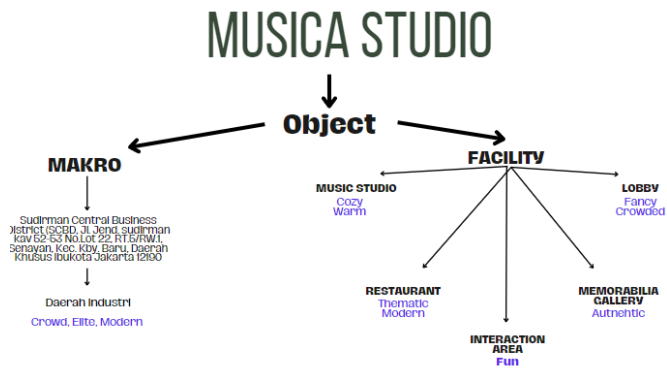 MUSICA STUDIO
Object
MAKRO
Sudirman Central Business
District (SCBD, Jl. Jend. sudirman
kav 52-53 No.Lot 22, RT.5/RW.1,
Senayan, Kec. Kby. Baru, Daerah
Khusus Ibukota Jakarta 12190
Daerah Industri
Crowd, Elite, Modern
FACILITY
MUSIC STUDIO
Cozy
Warm
LOBBY
Fancy
Crowded
RESTAURANT
Thematic
Modern
MEMORABILIA
GALLERY
Autnentic
INTERACTION
AREA
Fun